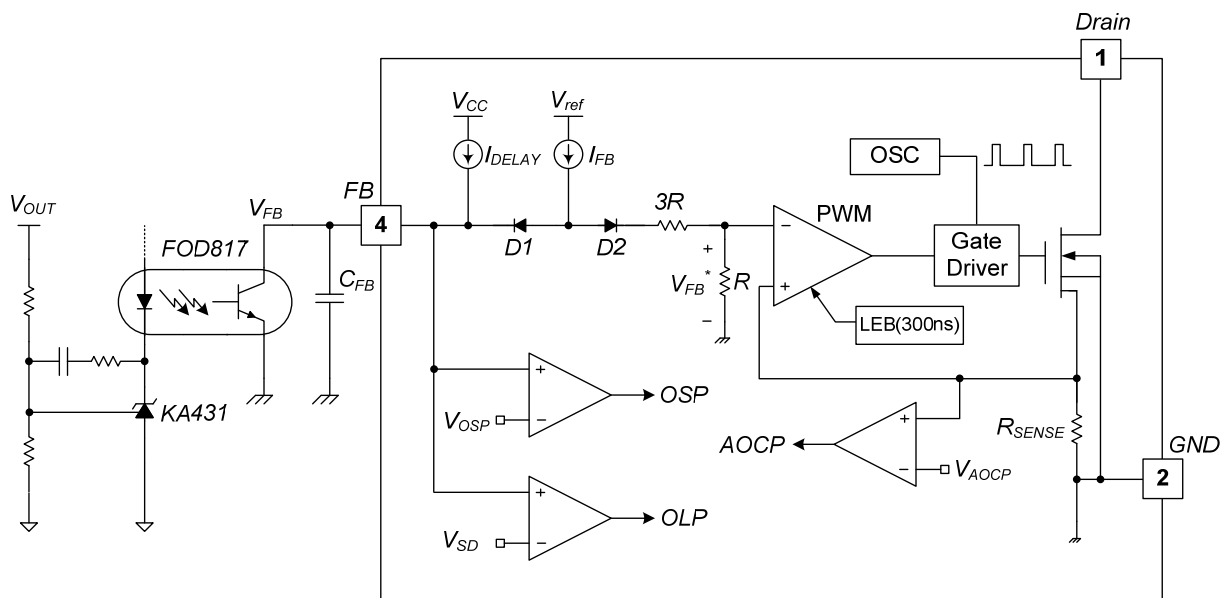 Drain
1
V_CC
V_ref
I_DELAY
I_FB
OSC
FB
4
V_FB
V_OUT
FOD817
C_FB
D1
D2
3R
PWM
Gate
Driver
+
−
V_FB*
R
−
+
LEB(300ns)
KA431
+
−
V_OSP
OSP
AOCP
+
−
V_AOCP
R_SENSE
GND
2
+
−
V_SD
OLP